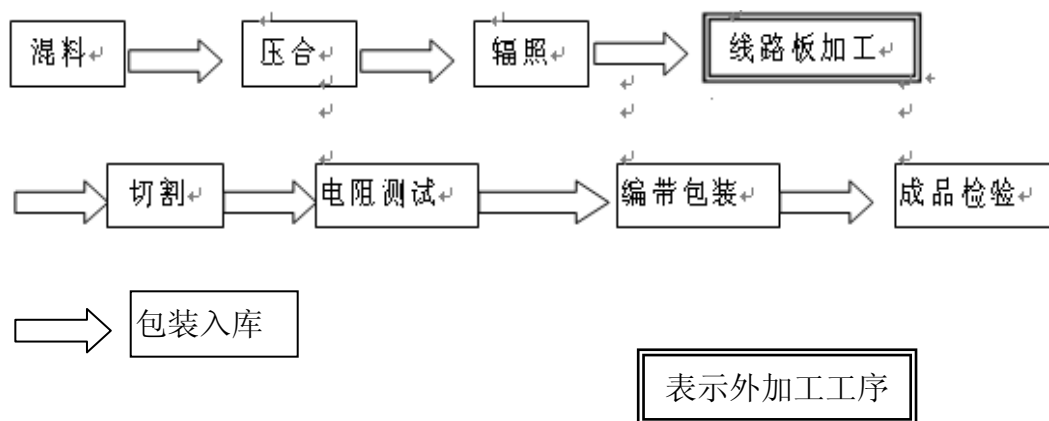 混料 压合 辐照 线路板加工
切割 电阻测试 编带包装 成品检验
包装入库
表示外加工工序